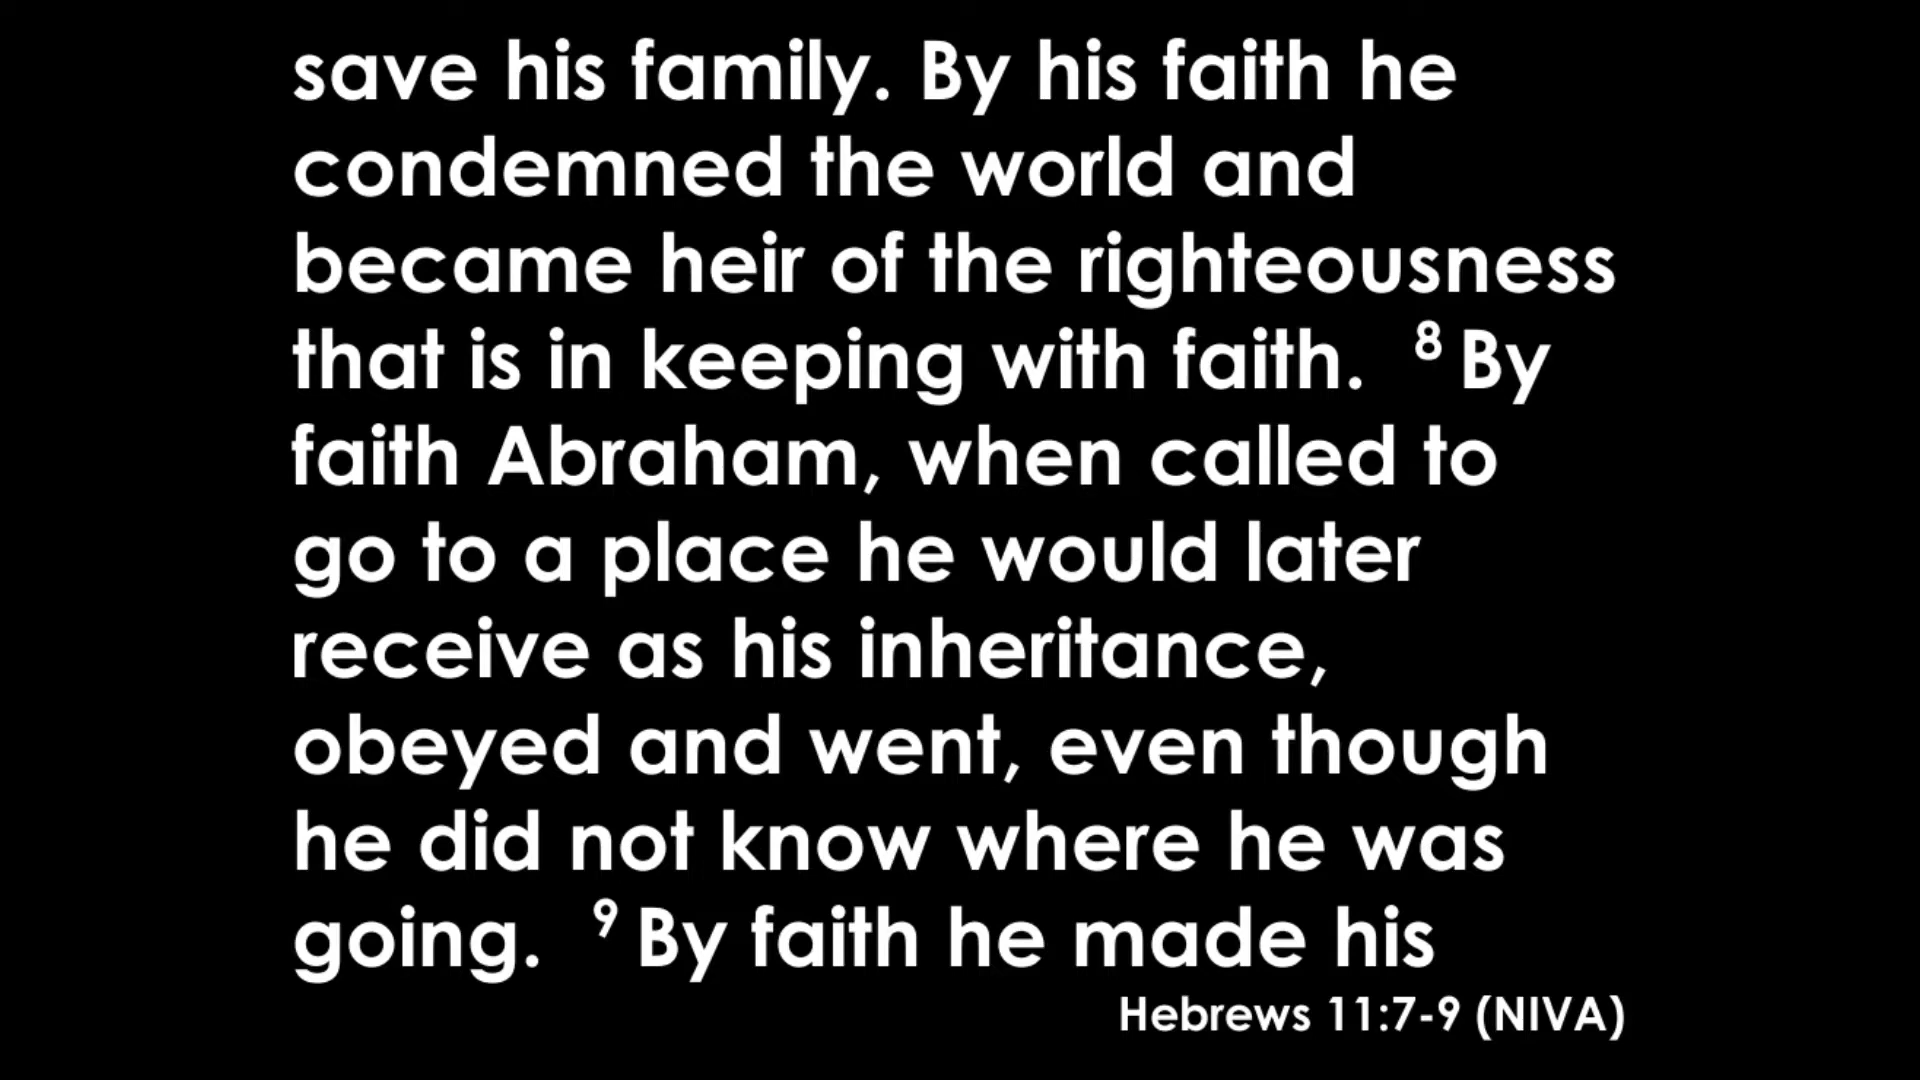 save his family. By his faith he
condemned the world and
became heir of the righteousness
that is in keeping with faith. ⁸ By
faith Abraham, when called to
go to a place he would later
receive as his inheritance,
obeyed and went, even though
he did not know where he was
going. ⁹ By faith he made his
Hebrews 11:7-9 (NIVA)